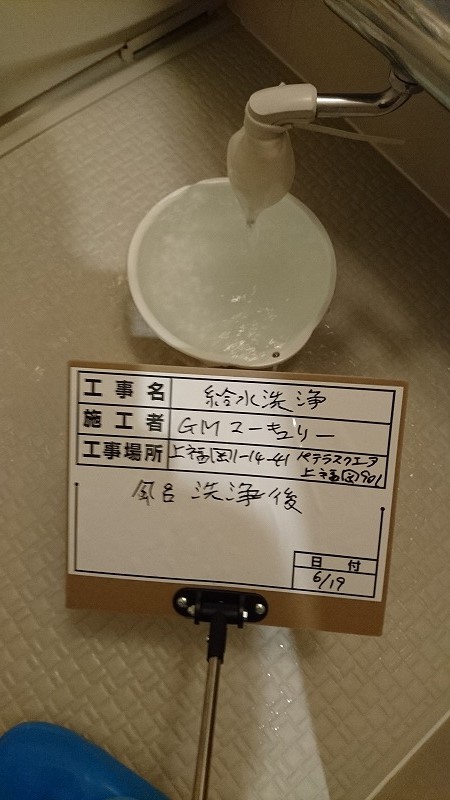 工事名 給水洗浄
施工者 GMマーキュリー
工事場所 上福岡1-14-41 パテラスクエア
上福岡901
風呂 洗浄後
日付
6/19